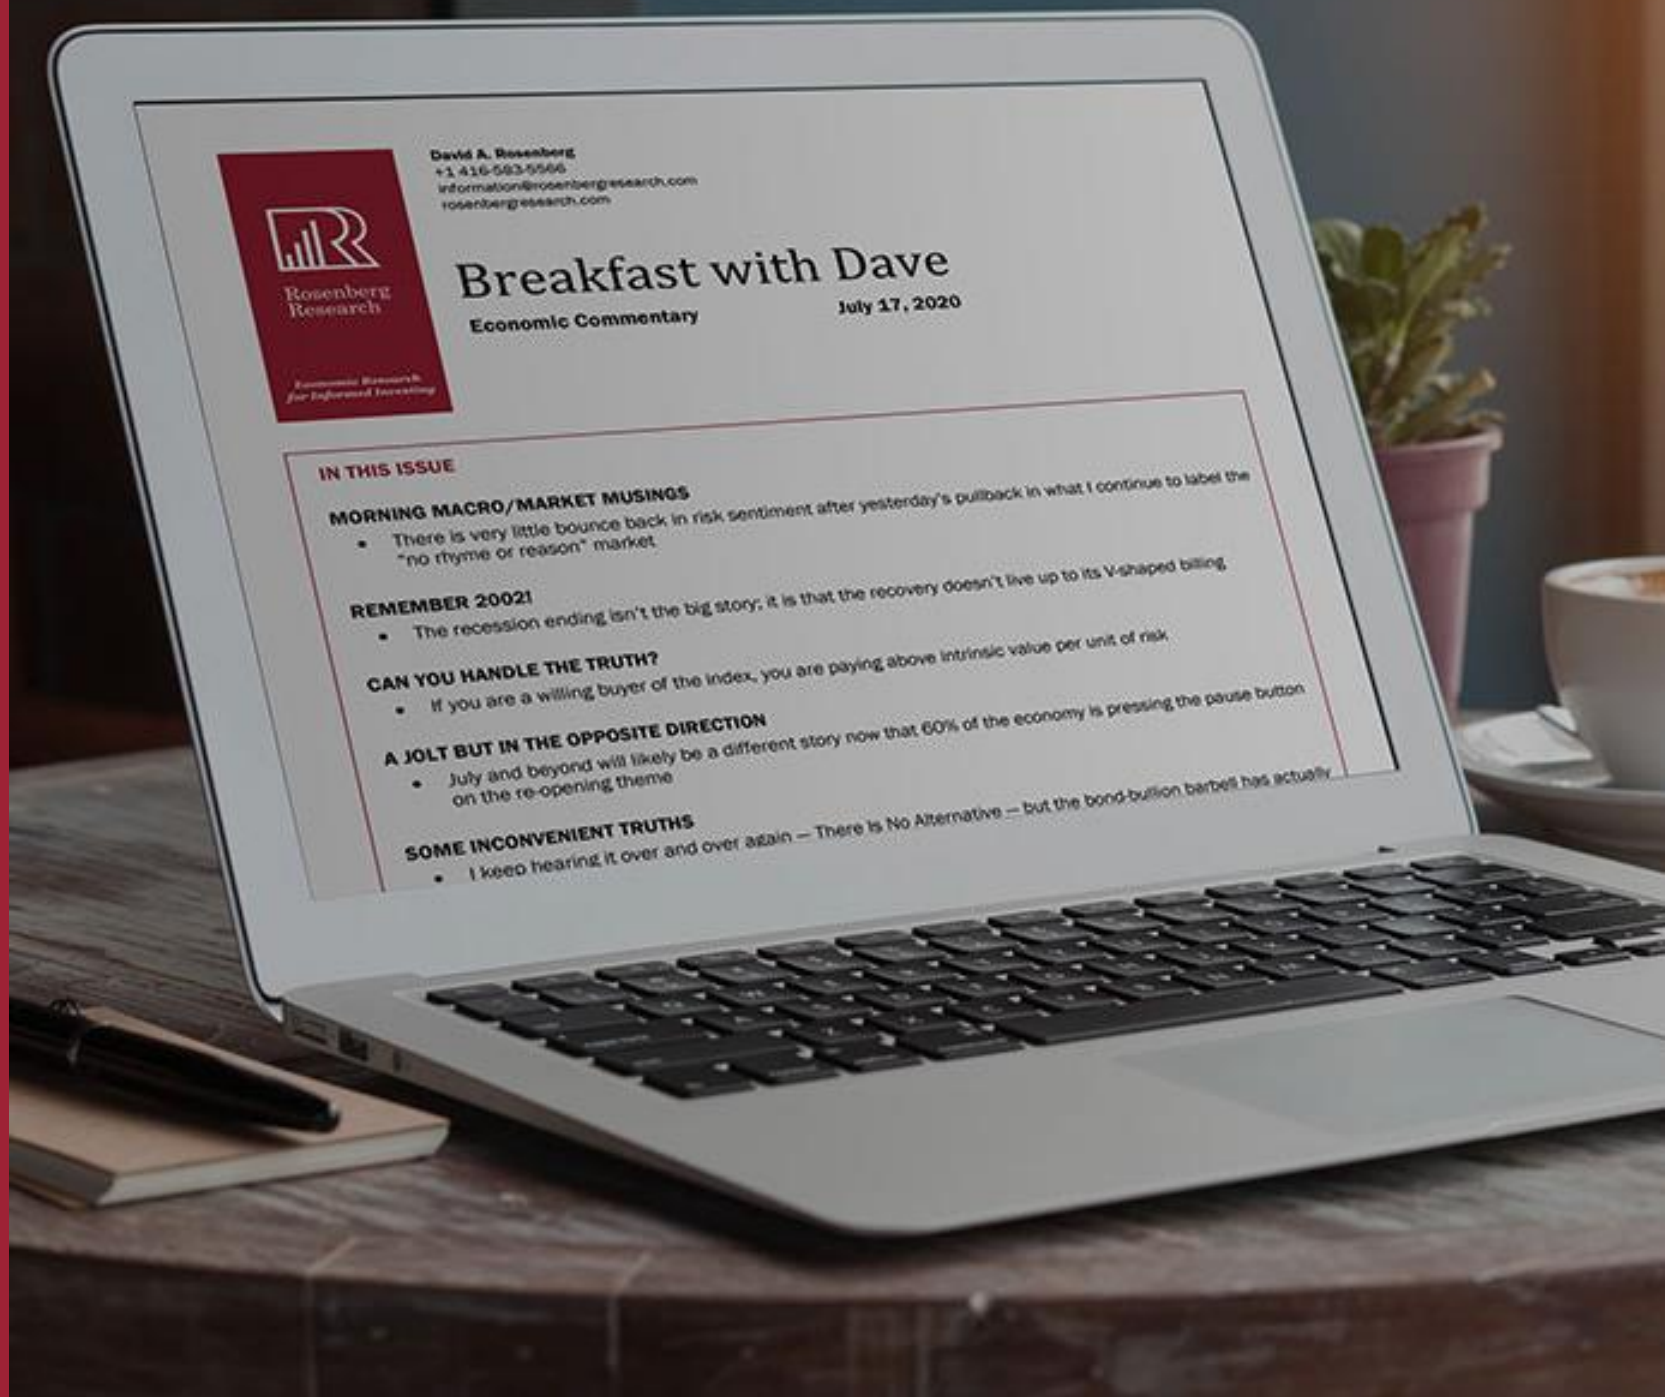 David A. Rosenberg
+1 416-583-5566
information@rosenbergresearch.com
rosenbergresearch.com
Rosenberg
Research
Economic Research
for Informed Investing
Breakfast with Dave
Economic Commentary July 17, 2020
IN THIS ISSUE
MORNING MACRO/MARKET MUSINGS
• There is very little bounce back in risk sentiment after yesterday's pullback in what I continue to label the
"no rhyme or reason" market
REMEMBER 2002!
• The recession ending isn't the big story; it is that the recovery doesn't live up to its V-shaped billing
CAN YOU HANDLE THE TRUTH?
• If you are a willing buyer of the index, you are paying above intrinsic value per unit of risk
A JOLT BUT IN THE OPPOSITE DIRECTION
• July and beyond will likely be a different story now that 60% of the economy is pressing the pause button
on the re-opening theme
SOME INCONVENIENT TRUTHS
• I keep hearing it over and over again — There Is No Alternative — but the bond-bullion barbell has actually